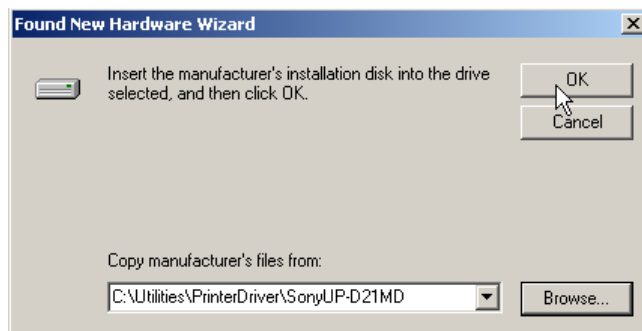 Found New Hardware Wizard
Insert the manufacturer's installation disk into the drive
selected, and then click OK.
OK
Cancel
Copy manufacturer's files from:
C:\Utilities\PrinterDriver\SonyUP-D21MD
Browse...